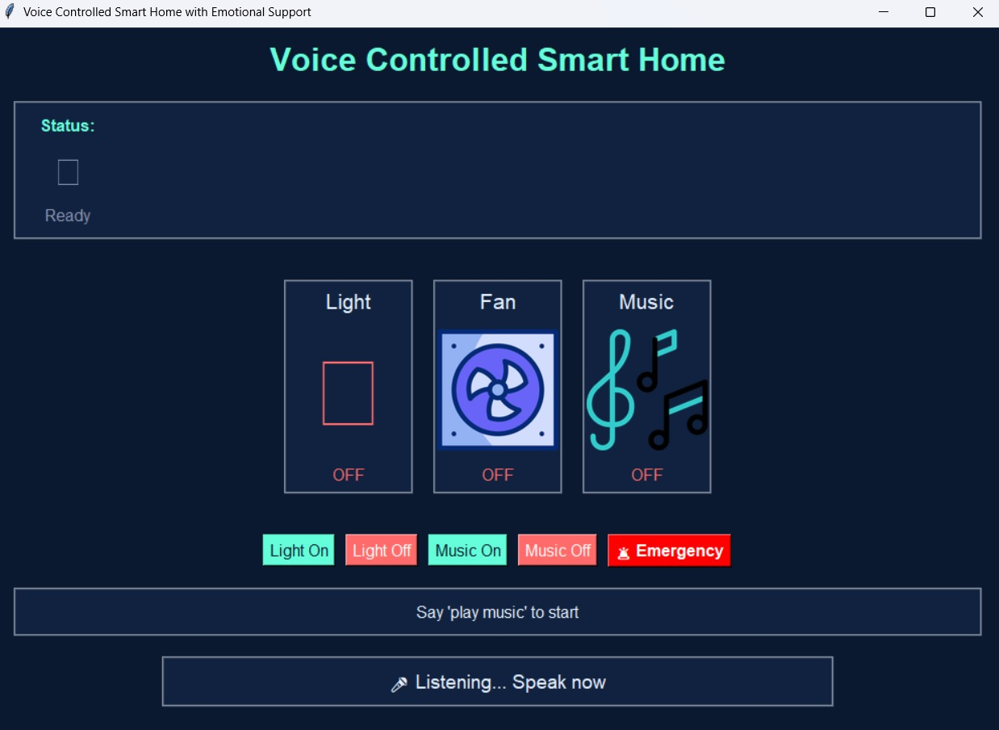 Voice Controlled Smart Home with Emotional Support
Voice Controlled Smart Home
Status:
Ready
Light
Fan
Music
OFF
OFF
OFF
Light On
Light Off
Music On
Music Off
🚨 Emergency
Say 'play music' to start
🎤 Listening... Speak now